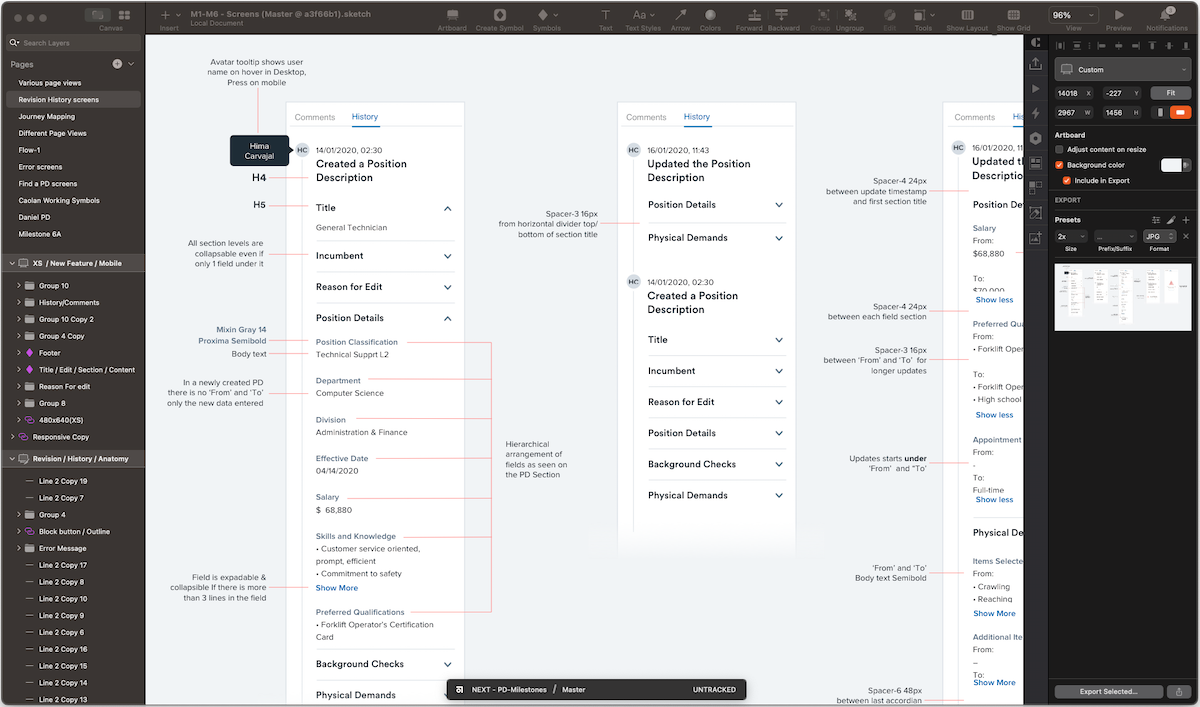 M1-M6 - Screens (Master @ a3f66b1).sketch
Local Document
Canvas
Insert
Artboard
Create Symbol
Symbols
Text
Text Styles
Arrow
Colors
Forward
Backward
Group
Ungroup
Edit
Tools
Show Layout
Show Grid
96%
View
Preview
Notifications
Search Layers
Pages
Various page views
Revision History screens
Journey Mapping
Different Page Views
Flow-1
Error screens
Find a PD screens
Caolan Working Symbols
Daniel PD
Milestone 6A
XS / New Feature / Mobile
Group 10
History/Comments
Group 10 Copy 2
Group 4 Copy
Footer
Title / Edit / Section / Content
Reason For edit
Group 8
480x640(XS)
Responsive Copy
Revision / History / Anatomy
Line 2 Copy 19
Line 2 Copy 7
Group 4
Block button / Outline
Error Message
Line 2 Copy 17
Line 2 Copy 8
Line 2 Copy 10
Line 2 Copy 9
Line 2 Copy 6
Line 2 Copy 16
Line 2 Copy 15
Line 2 Copy 14
Line 2 Copy 13
Avatar tooltip shows user
name on hover in Desktop,
Press on mobile
Hima
Carvajal
H4
H5
All section levels are
collapsable even if
only 1 field under it
Mixin Gray 14
Proxima Semibold
Body text
In a newly created PD
there is no 'From' and 'To'
only the new data entered
Field is expadable &
collapsible If there is more
than 3 lines in the field
Comments
History
HC
14/01/2020, 02:30
Created a Position
Description
Title
General Technician
Incumbent
Reason for Edit
Position Details
Position Classification
Technical Supprt L2
Department
Computer Science
Division
Administration & Finance
Effective Date
04/14/2020
Salary
$ 68,880
Skills and Knowledge
• Customer service oriented,
prompt, efficient
• Commitment to safety
Show More
Preferred Qualifications
• Forklift Operator's Certification
Card
Background Checks
Physical Demands
Hierarchical
arrangement of
fields as seen on
the PD Section
Spacer-3 16px
from horizontal divider top/
bottom of section title
Comments
History
HC
16/01/2020, 11:43
Updated the Position
Description
Position Details
Physical Demands
HC
14/01/2020, 02:30
Created a Position
Description
Title
Incumbent
Reason for Edit
Position Details
Background Checks
Physical Demands
NEXT - PD-Milestones / Master
UNTRACKED
Spacer-4 24px
between update timestamp
and first section title
Spacer-4 24px
between each field section
Spacer-3 16px
between 'From' and 'To' for
longer updates
Updates starts under
'From' and "To'
'From' and 'To'
Body text Semibold
Spacer-6 48px
between last accordian
Comments
His
HC
16/01/2020, 11
Updated th
Descriptio
Position De
Salary
From:
$68,880
To:
$70,000
Show less
Preferred Qua
From:
• Forklift Oper
To:
• Forklift Oper
• High school
Show less
Appointment
From:
-
To:
Full-time
Show less
Physical De
Items Selecte
From:
• Crawling
• Reaching
Show More
Additional Ite
From:
–
To:
Show More
Custom
14018 X
-227 Y
Fit
2967 W
1456 H
Artboard
Adjust content on resize
Background color
Include in Export
EXPORT
Presets
2x
...
JPG
Size
Prefix/Suffix
Format
Export Selected...